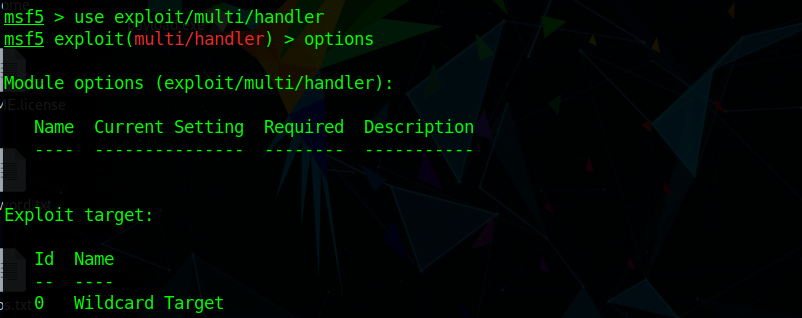 msf5 > use exploit/multi/handler
msf5 exploit(multi/handler) > options
Module options (exploit/multi/handler):
Name  Current Setting  Required  Description
----  ---------------  --------  -----------
Exploit target:
Id  Name
--  ----
0   Wildcard Target